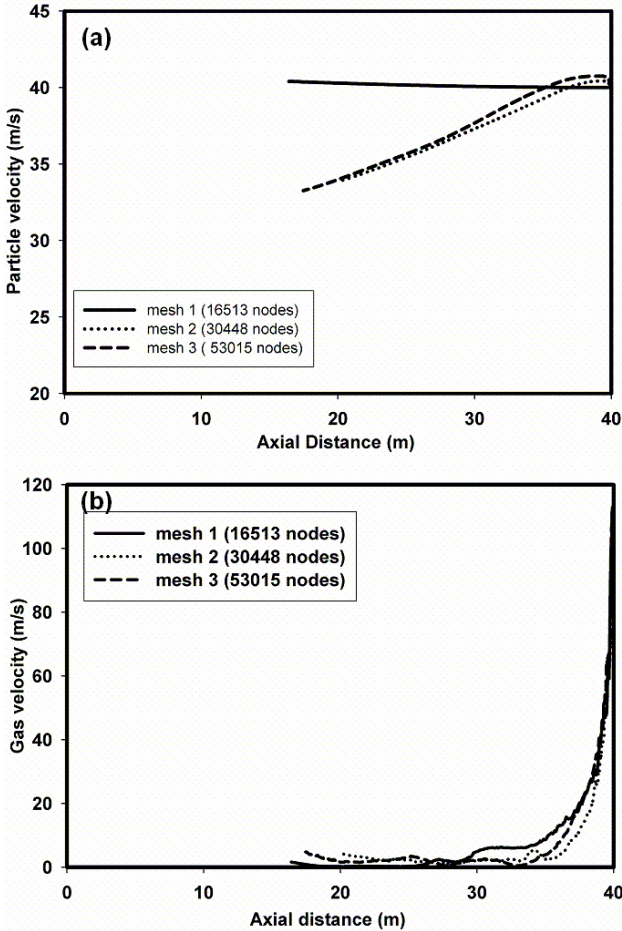 (a)
45
40
35
30
25
20
Particle velocity (m/s)
mesh 1 (16513 nodes)
mesh 2 (30448 nodes)
mesh 3 ( 53015 nodes)
0 10 20 30 40
Axial Distance (m)
(b)
120
100
80
60
40
20
0
Gas velocity (m/s)
mesh 1 (16513 nodes)
mesh 2 (30448 nodes)
mesh 3 (53015 nodes)
0 10 20 30 40
Axial distance (m)